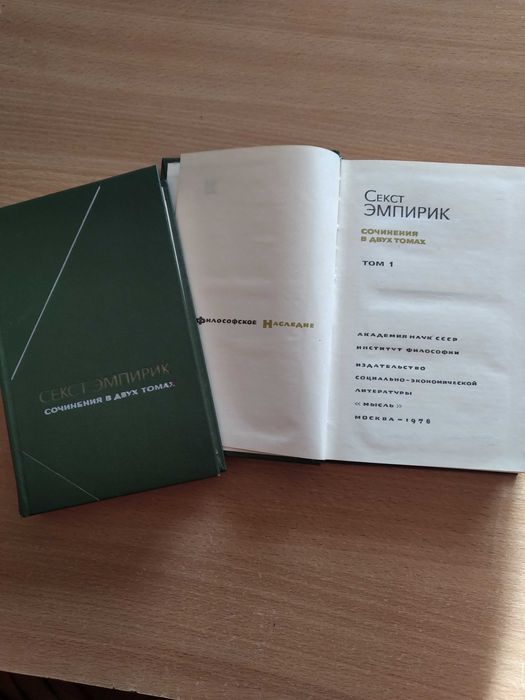 СЕКСТ ЭМПИРИК
СОЧИНЕНИЯ В ДВУХ ТОМАХ
Философское Наследие
Секст
ЭМПИРИК
СОЧИНЕНИЯ
В ДВУХ ТОМАХ
ТОМ 1
АКАДЕМИЯ НАУК СССР
ИНСТИТУТ ФИЛОСОФИИ
ИЗДАТЕЛЬСТВО
СОЦИАЛЬНО-ЭКОНОМИЧЕСКОЙ
ЛИТЕРАТУРЫ
«МЫСЛЬ»
МОСКВА — 1976